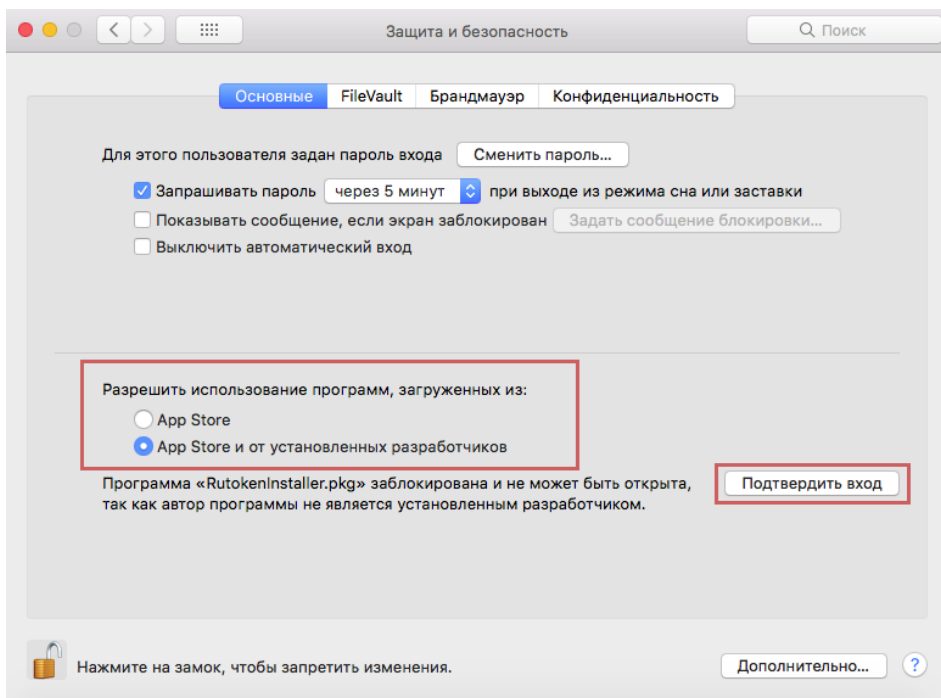 Защита и безопасность
Поиск
Основные
FileVault
Брандмауэр
Конфиденциальность
Для этого пользователя задан пароль входа
Сменить пароль...
Запрашивать пароль
через 5 минут
при выходе из режима сна или заставки
Показывать сообщение, если экран заблокирован
Задать сообщение блокировки...
Выключить автоматический вход
Разрешить использование программ, загруженных из:
App Store
App Store и от установленных разработчиков
Программа «RutokenInstaller.pkg» заблокирована и не может быть открыта,
так как автор программы не является установленным разработчиком.
Подтвердить вход
Нажмите на замок, чтобы запретить изменения.
Дополнительно...
?